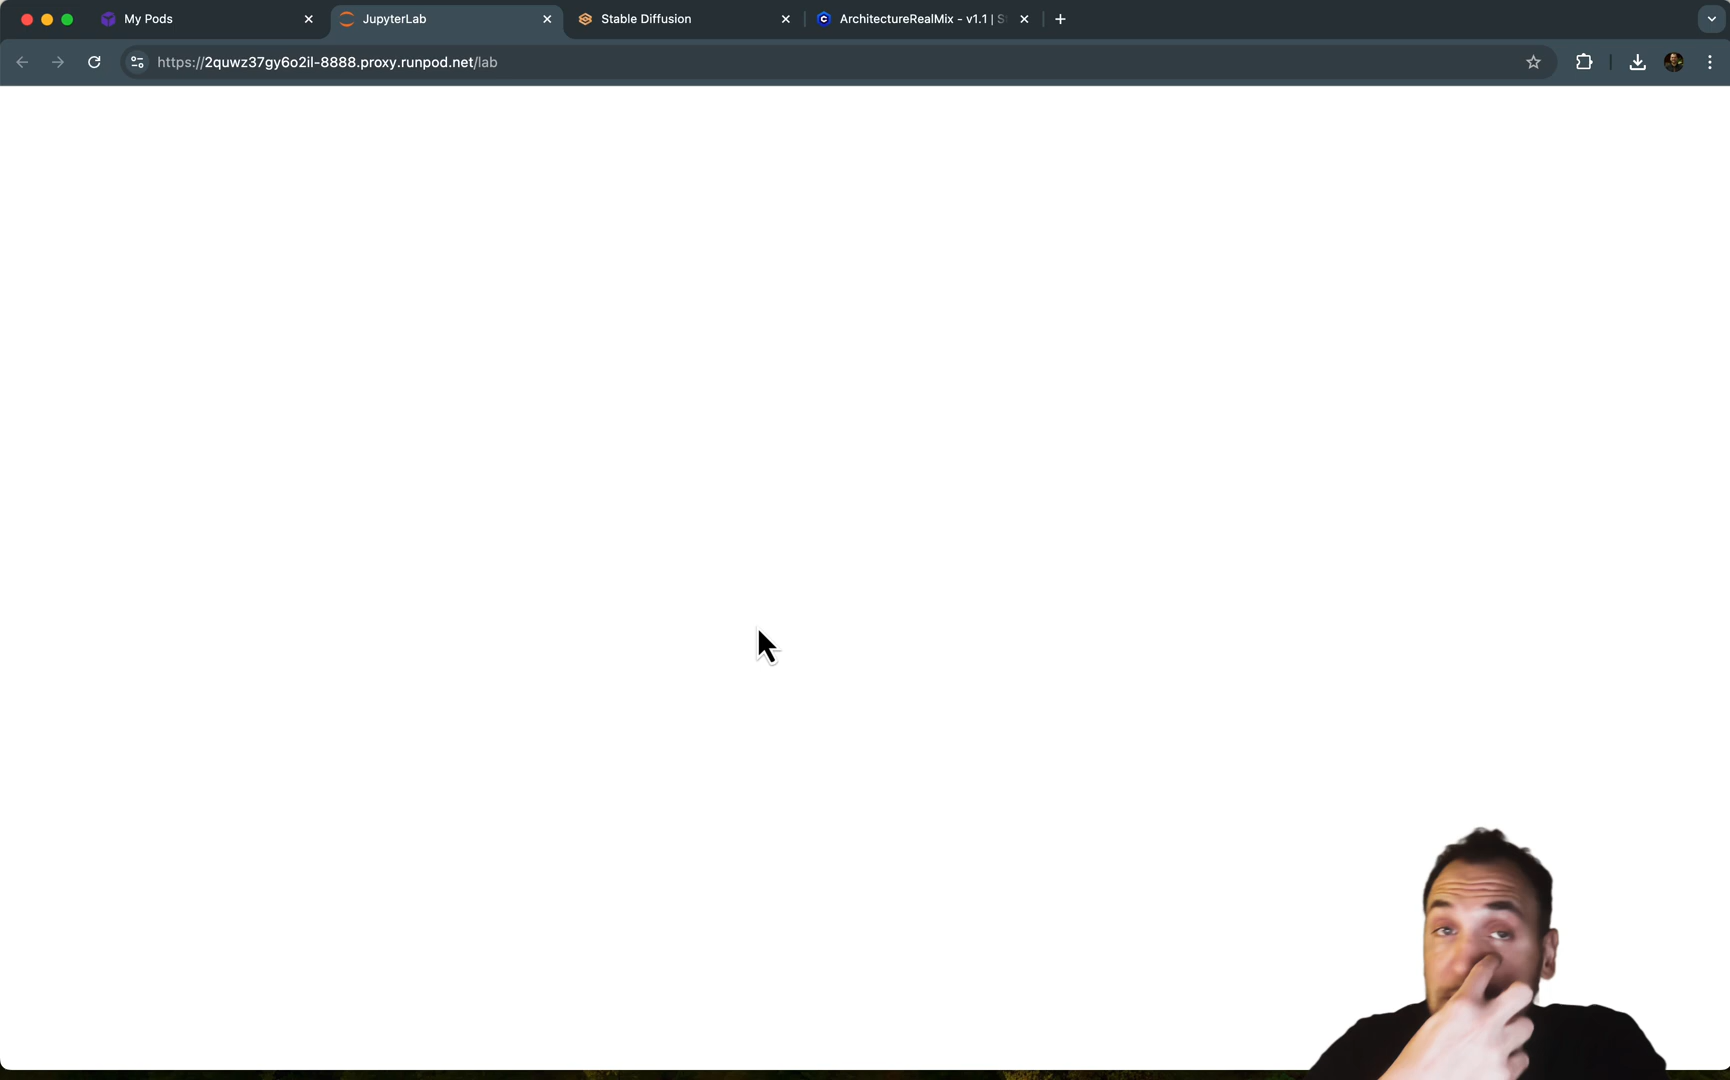 My Pods
JupyterLab
Stable Diffusion
ArchitectureRealMix - v1.1 | S
https://2quwz37gy6o2il-8888.proxy.runpod.net/lab